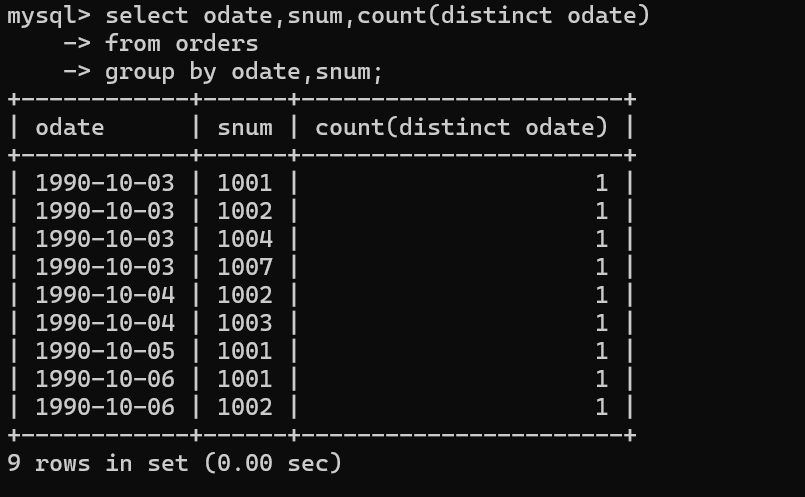 mysql> select odate,snum,count(distinct odate)
    -> from orders
    -> group by odate,snum;
+------------+------+-----------------------+
| odate      | snum | count(distinct odate) |
+------------+------+-----------------------+
| 1990-10-03 | 1001 |                     1 |
| 1990-10-03 | 1002 |                     1 |
| 1990-10-03 | 1004 |                     1 |
| 1990-10-03 | 1007 |                     1 |
| 1990-10-04 | 1002 |                     1 |
| 1990-10-04 | 1003 |                     1 |
| 1990-10-05 | 1001 |                     1 |
| 1990-10-06 | 1001 |                     1 |
| 1990-10-06 | 1002 |                     1 |
+------------+------+-----------------------+
9 rows in set (0.00 sec)